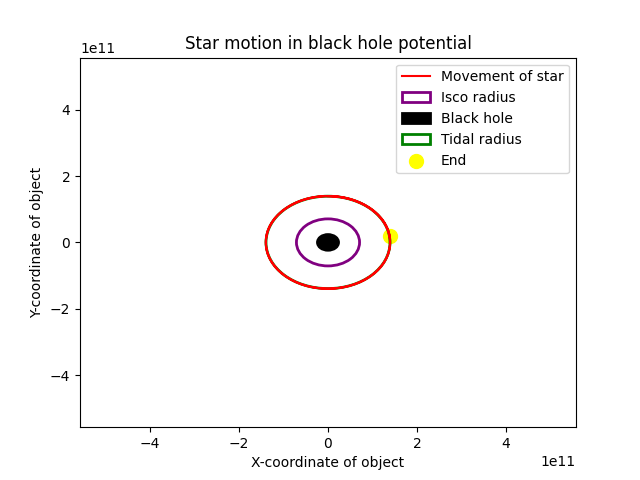 Star motion in black hole potential
1e11
Movement of star
Isco radius
Black hole
Tidal radius
End
4
2
0
−2
−4
Y-coordinate of object
−4 −2 0 2 4
1e11
X-coordinate of object